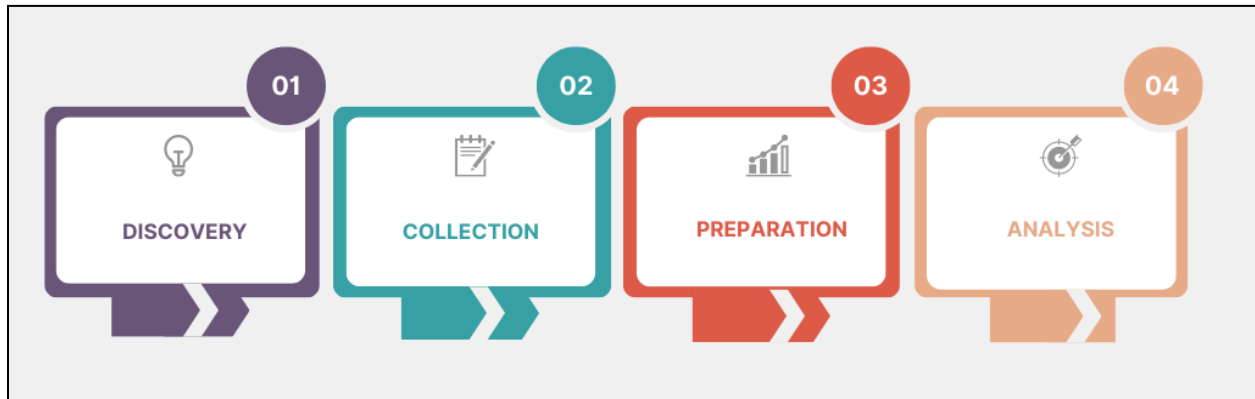 01
02
03
04
DISCOVERY
COLLECTION
PREPARATION
ANALYSIS